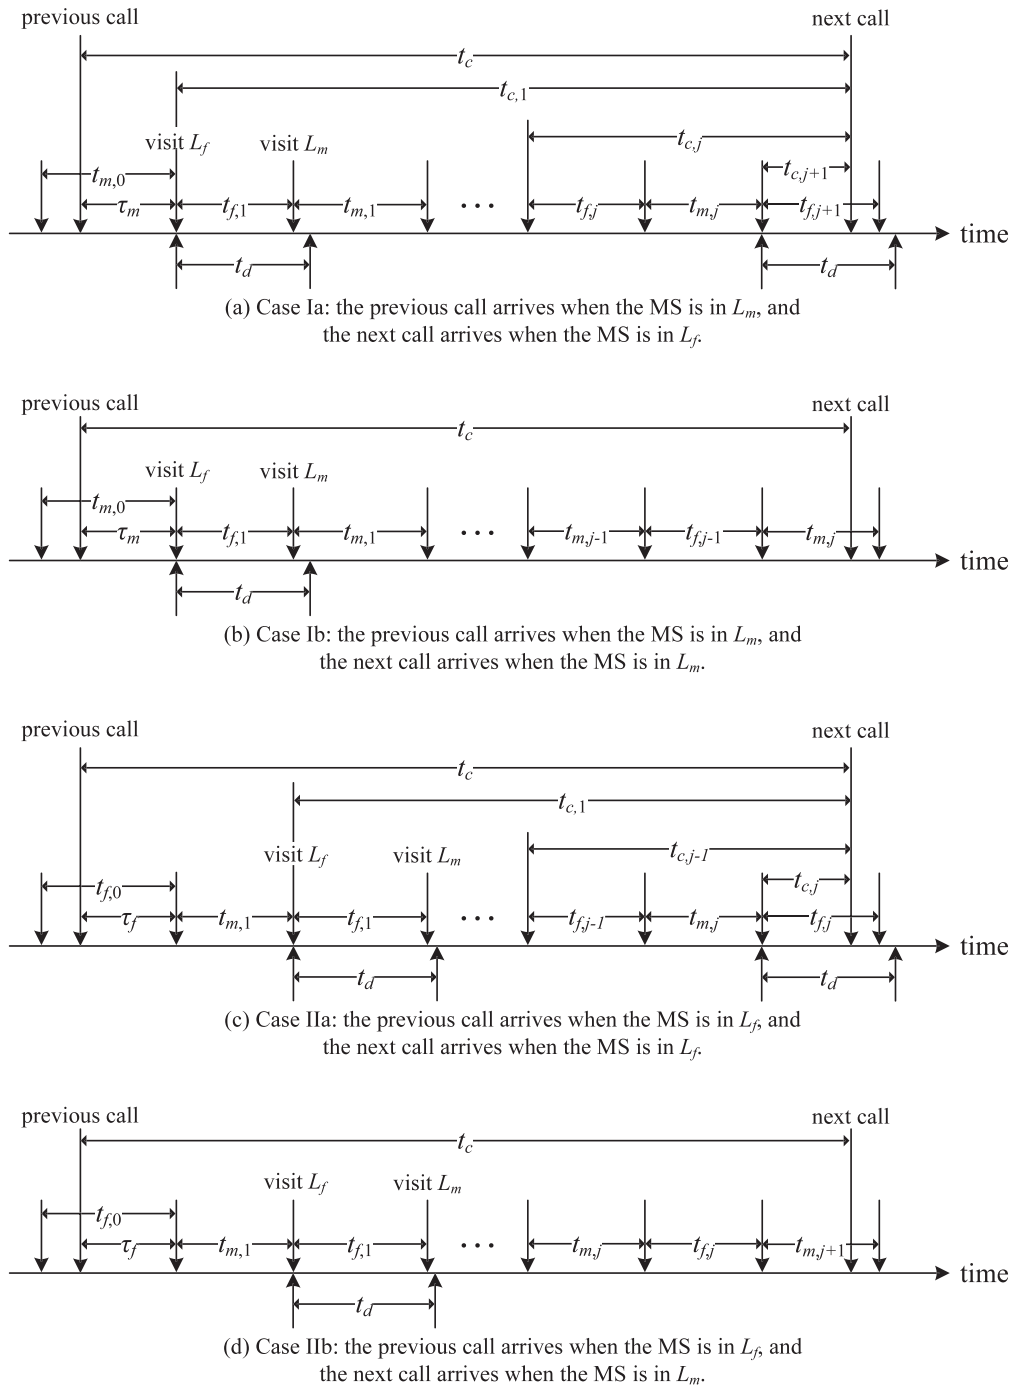 previous call next call
t_c
t_{c,1}
visit L_f visit L_m t_{c,j}
t_{m,0} t_{c,j+1}
τ_m t_{f,1} t_{m,1} ... t_{f,j} t_{m,j} t_{f,j+1}
time
t_d t_d
(a) Case Ia: the previous call arrives when the MS is in L_m, and
the next call arrives when the MS is in L_f.
previous call next call
t_c
visit L_f visit L_m
t_{m,0}
τ_m t_{f,1} t_{m,1} ... t_{m,j-1} t_{f,j-1} t_{m,j}
time
t_d
(b) Case Ib: the previous call arrives when the MS is in L_m, and
the next call arrives when the MS is in L_m.
previous call next call
t_c
t_{c,1}
visit L_f visit L_m t_{c,j-1}
t_{f,0} t_{c,j}
τ_f t_{m,1} t_{f,1} ... t_{f,j-1} t_{m,j} t_{f,j}
time
t_d t_d
(c) Case IIa: the previous call arrives when the MS is in L_f, and
the next call arrives when the MS is in L_f.
previous call next call
t_c
visit L_f visit L_m
t_{f,0}
τ_f t_{m,1} t_{f,1} ... t_{m,j} t_{f,j} t_{m,j+1}
time
t_d
(d) Case IIb: the previous call arrives when the MS is in L_f, and
the next call arrives when the MS is in L_m.